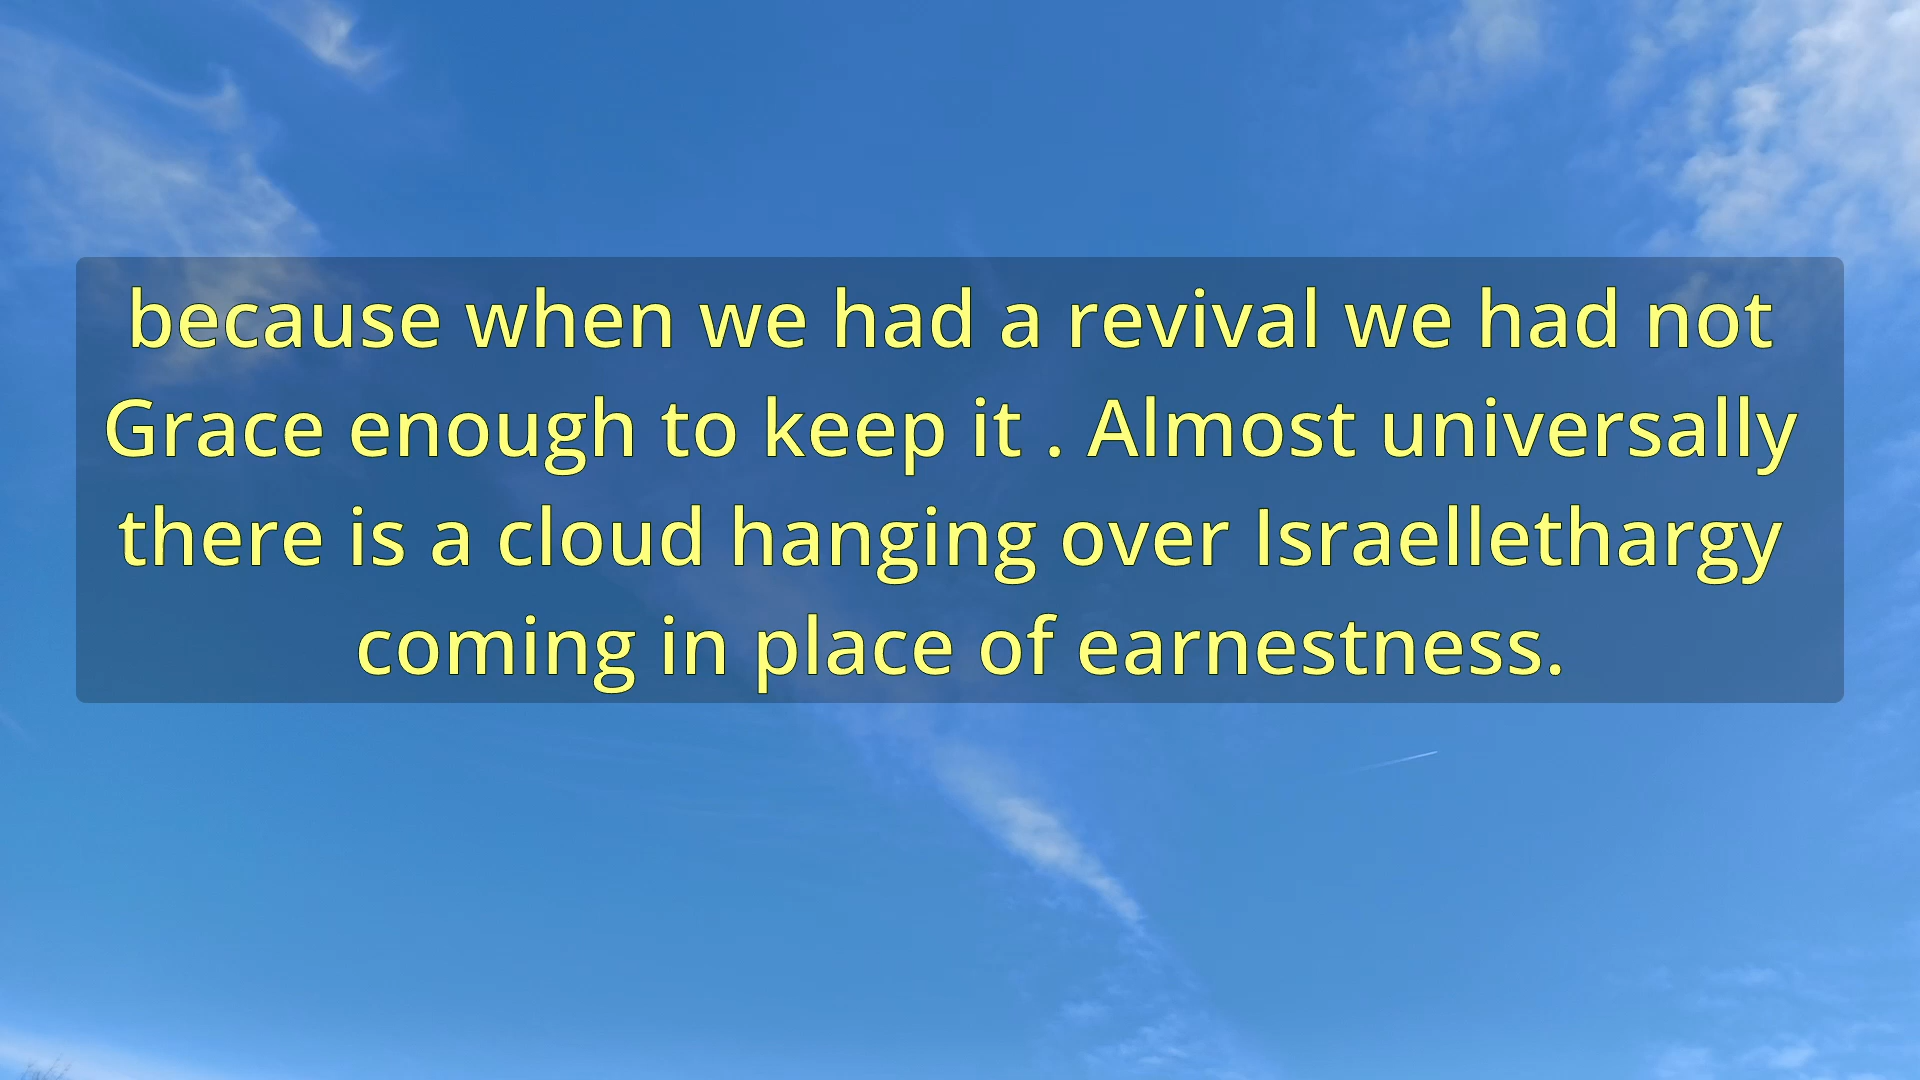 because when we had a revival we had not
Grace enough to keep it . Almost universally
there is a cloud hanging over Israellethargy
coming in place of earnestness.